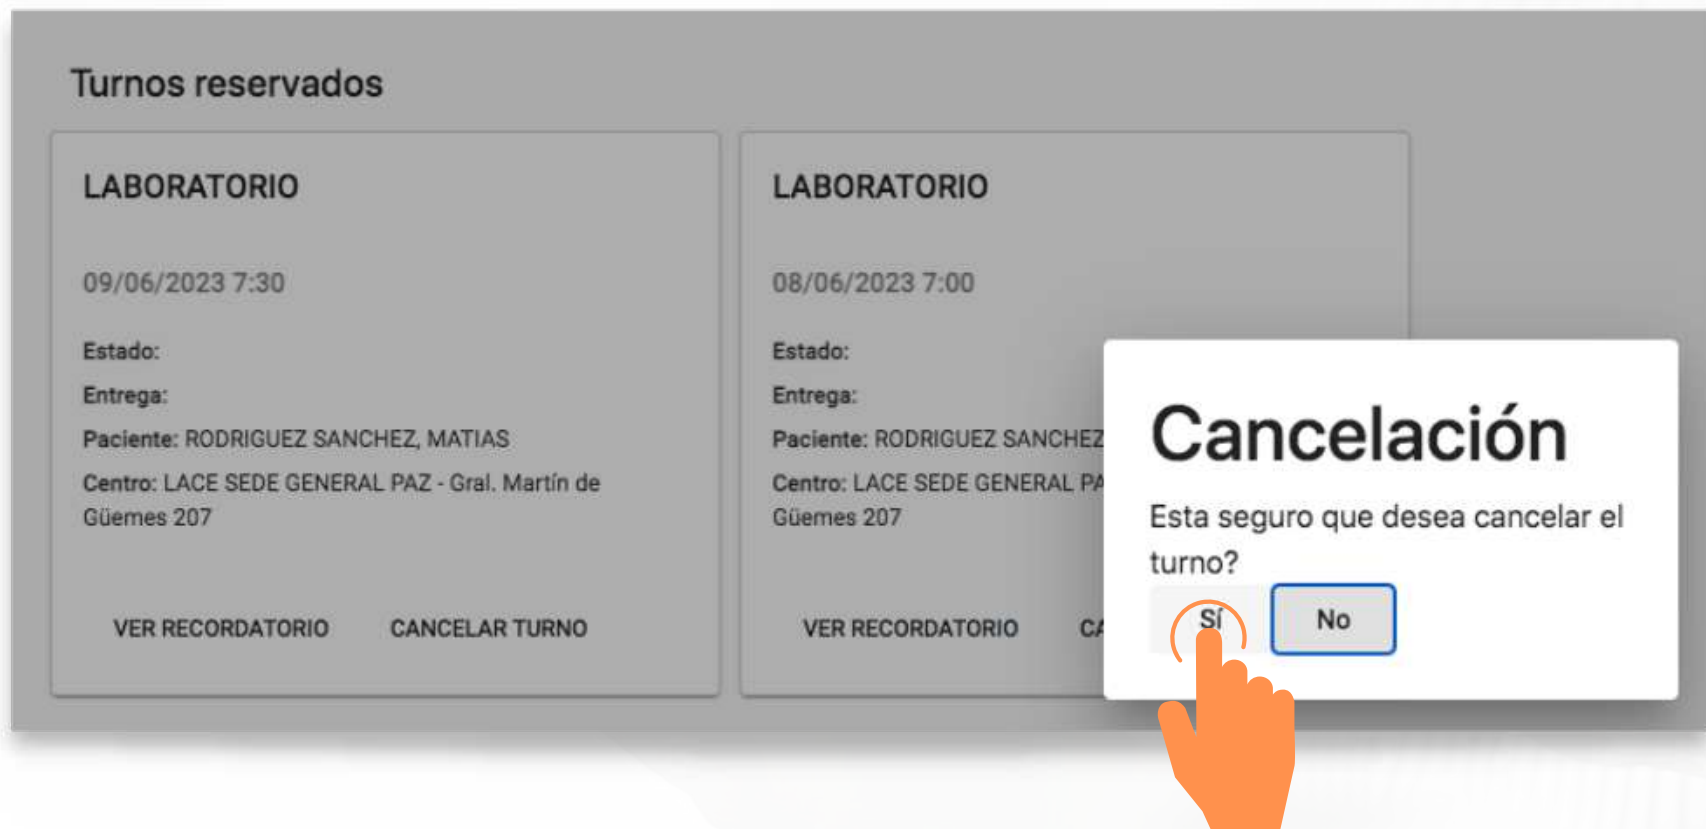 Turnos reservados
LABORATORIO
09/06/2023 7:30
Estado:
Entrega:
Paciente: RODRIGUEZ SANCHEZ, MATIAS
Centro: LACE SEDE GENERAL PAZ - Gral. Martín de
Güemes 207
VER RECORDATORIO CANCELAR TURNO
LABORATORIO
08/06/2023 7:00
Estado:
Entrega:
Paciente: RODRIGUEZ SANCHEZ
Centro: LACE SEDE GENERAL
Güemes 207
VER RECORDATORIO
Cancelación
Esta seguro que desea cancelar el
turno?
Sí No